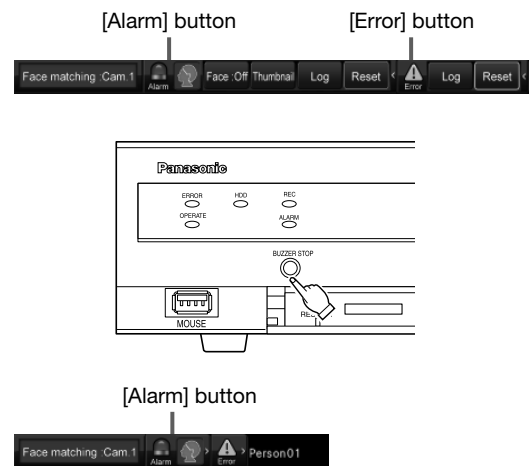 [Alarm] button [Error] button
Face matching :Cam.1 Alarm Face :Off Thumbnail Log Reset < Error Log Reset <
Panasonic
ERROR HDD REC
OPERATE ALARM
BUZZER STOP
MOUSE
[Alarm] button
Face matching :Cam.1 Alarm > Error > Person01